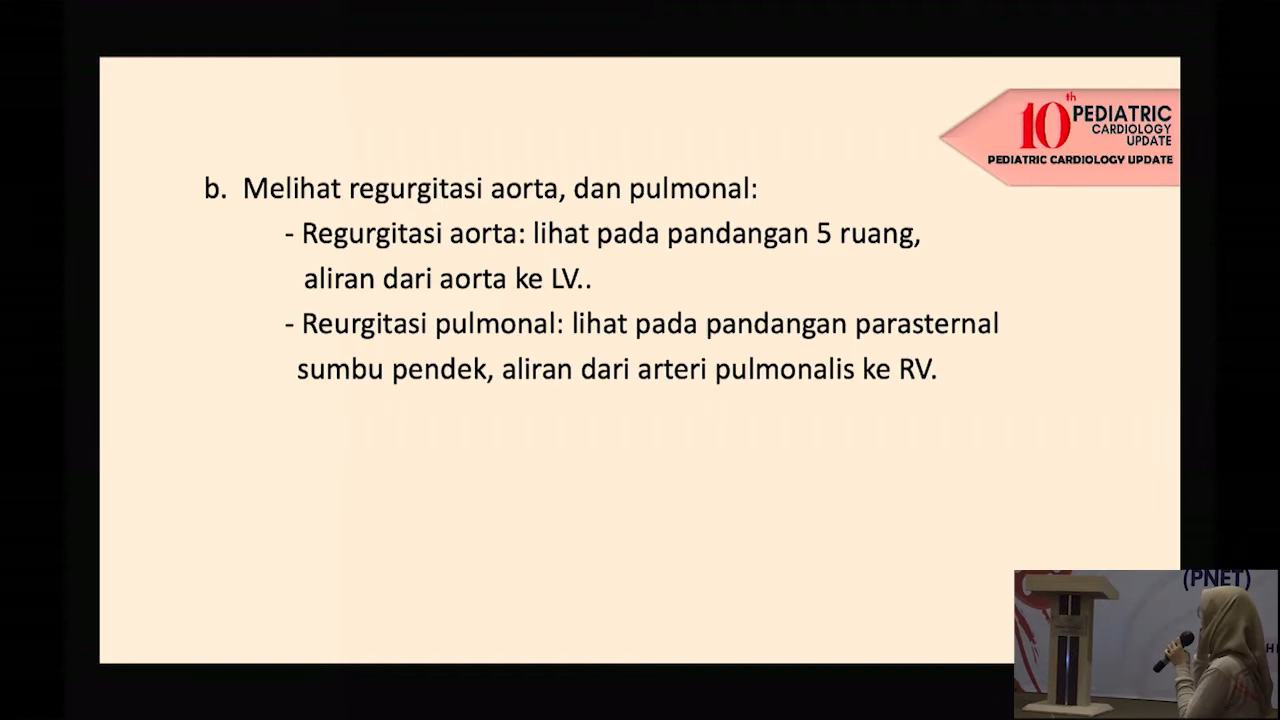 10th PEDIATRIC
CARDIOLOGY
UPDATE
PEDIATRIC CARDIOLOGY UPDATE
b. Melihat regurgitasi aorta, dan pulmonal:
- Regurgitasi aorta: lihat pada pandangan 5 ruang,
aliran dari aorta ke LV..
- Reurgitasi pulmonal: lihat pada pandangan parasternal
sumbu pendek, aliran dari arteri pulmonalis ke RV.
(PNET)